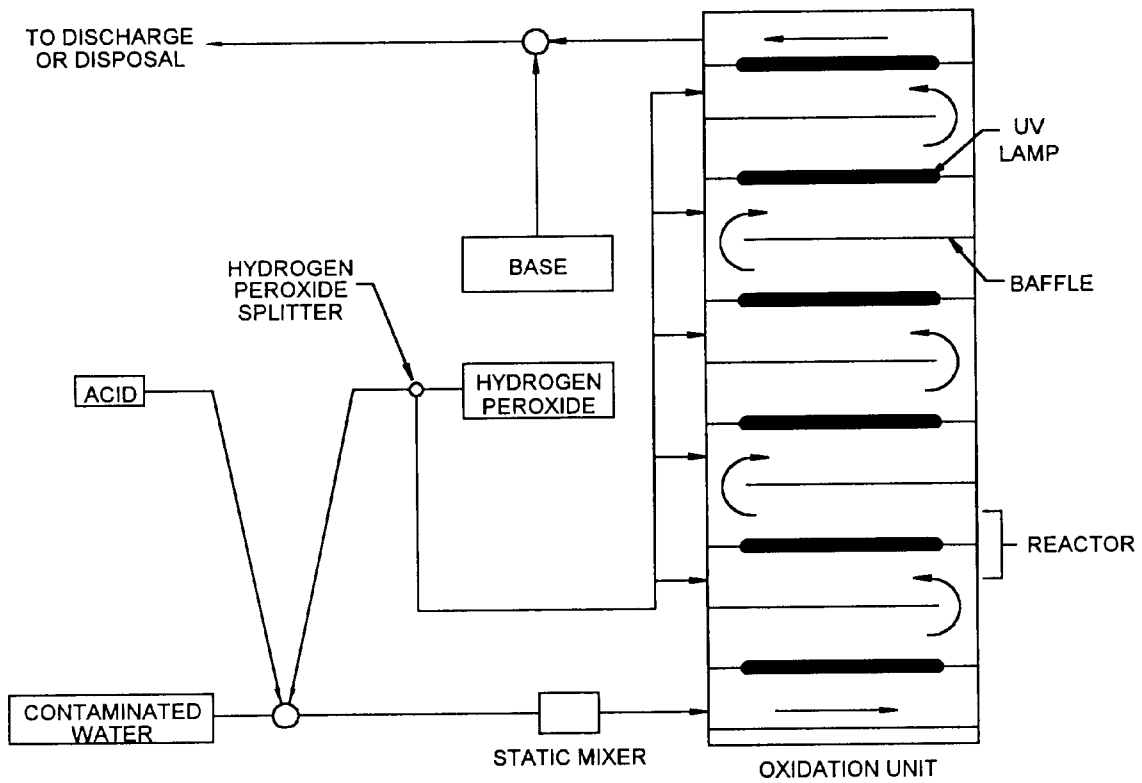 TO DISCHARGE
OR DISPOSAL
UV
LAMP
BASE
HYDROGEN
PEROXIDE
SPLITTER
BAFFLE
ACID
HYDROGEN
PEROXIDE
REACTOR
CONTAMINATED
WATER
STATIC MIXER
OXIDATION UNIT